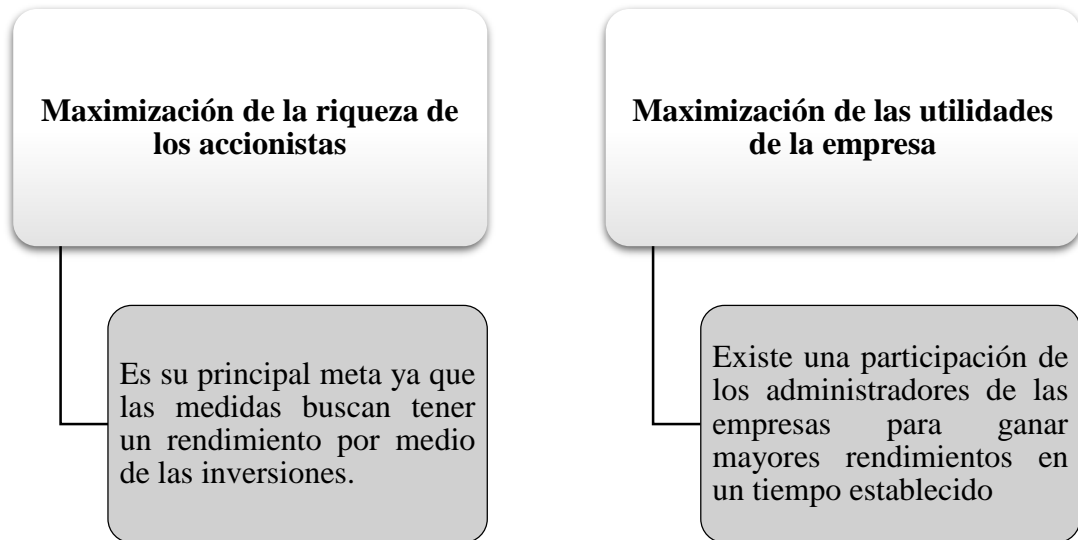 Maximización de la riqueza de
los accionistas
Es su principal meta ya que
las medidas buscan tener
un rendimiento por medio
de las inversiones.
Maximización de las utilidades
de la empresa
Existe una participación de
los administradores de las
empresas para ganar
mayores rendimientos en
un tiempo establecido